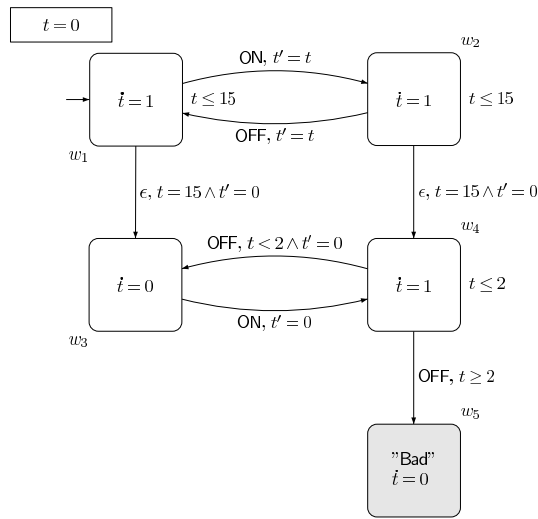 t = 0
w₂
ON, t′ = t
ṫ = 1
t ≤ 15
ṫ = 1
t ≤ 15
OFF, t′ = t
w₁
ϵ, t = 15 ∧ t′ = 0
ϵ, t = 15 ∧ t′ = 0
w₄
OFF, t < 2 ∧ t′ = 0
ṫ = 0
ṫ = 1
t ≤ 2
ON, t′ = 0
w₃
OFF, t ≥ 2
w₅
”Bad”
ṫ = 0